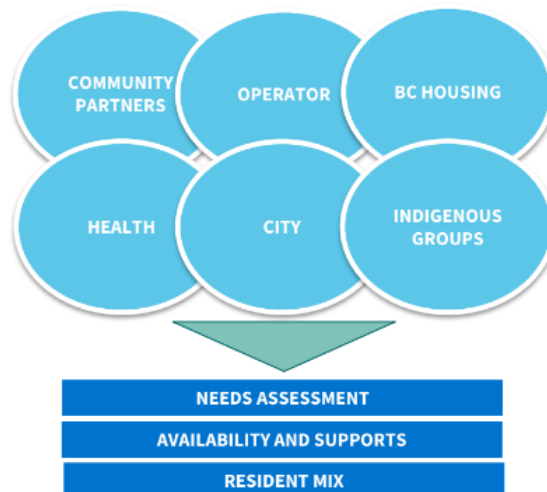 COMMUNITY
PARTNERS
OPERATOR
BC HOUSING
HEALTH
CITY
INDIGENOUS
GROUPS
NEEDS ASSESSMENT
AVAILABILITY AND SUPPORTS
RESIDENT MIX